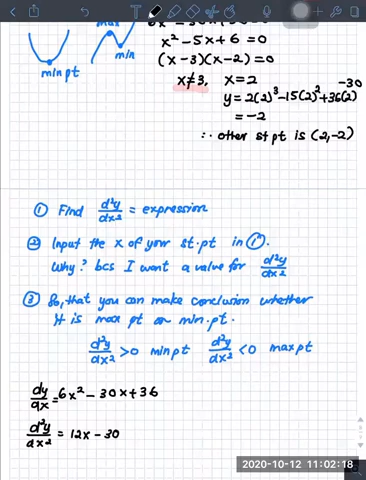 max
min pt
min
x² - 5x + 6 = 0
(x - 3)(x - 2) = 0
x ≠ 3, x = 2
y = 2(2)³ - 15(2)² + 36(2) -30
= -2
∴ other st pt is (2, -2)
① Find d²y/dx² = expression
② Input the x of your st. pt in ①.
Why? bcs I want a value for d²y/dx²
③ So, that you can make conclusion whether
it is max pt or min. pt.
d²y/dx² > 0 min pt d²y/dx² < 0 max pt
dy/dx = 6x² - 30x + 36
d²y/dx² = 12x - 30
2020-10-12 11:02:18